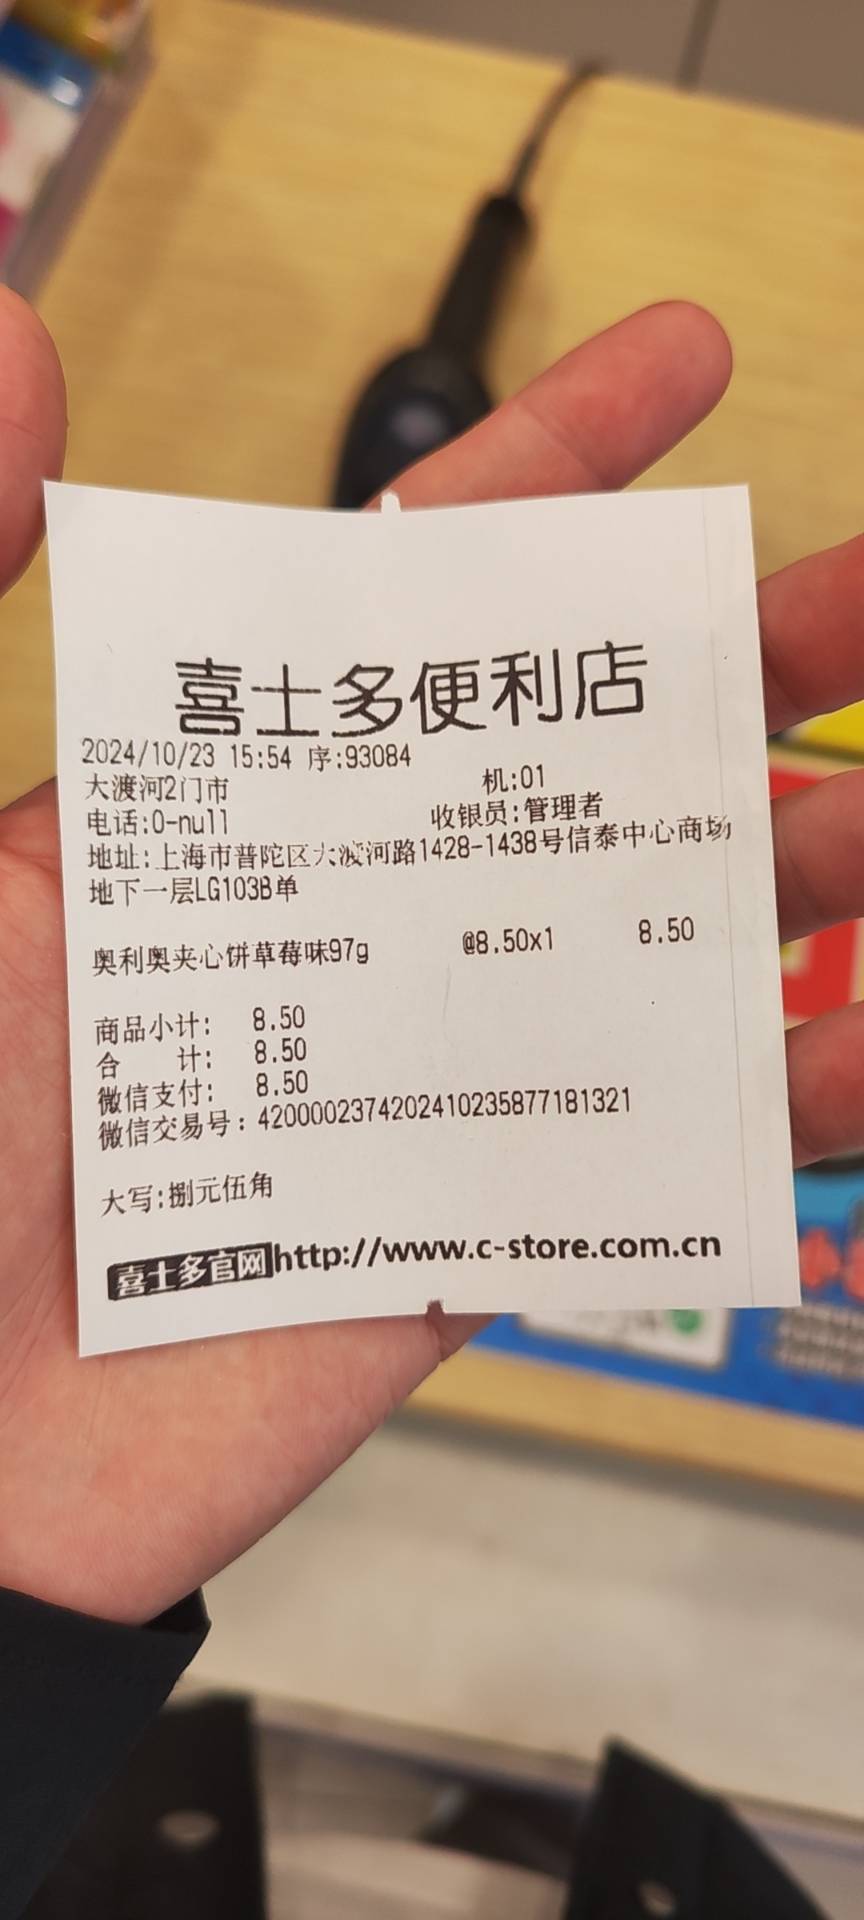 喜士多便利店
2024/10/23 15:54 序:93084
大渡河2门市 机:01
电话:0-null 收银员:管理者
地址:上海市普陀区大渡河路1428-1438号信泰中心商场
地下一层LG103B单
奥利奥夹心饼草莓味97g @8.50x1 8.50
商品小计: 8.50
合 计: 8.50
微信支付: 8.50
微信交易号:4200002374202410235877181321
大写:捌元伍角
喜士多官网http://www.c-store.com.cn